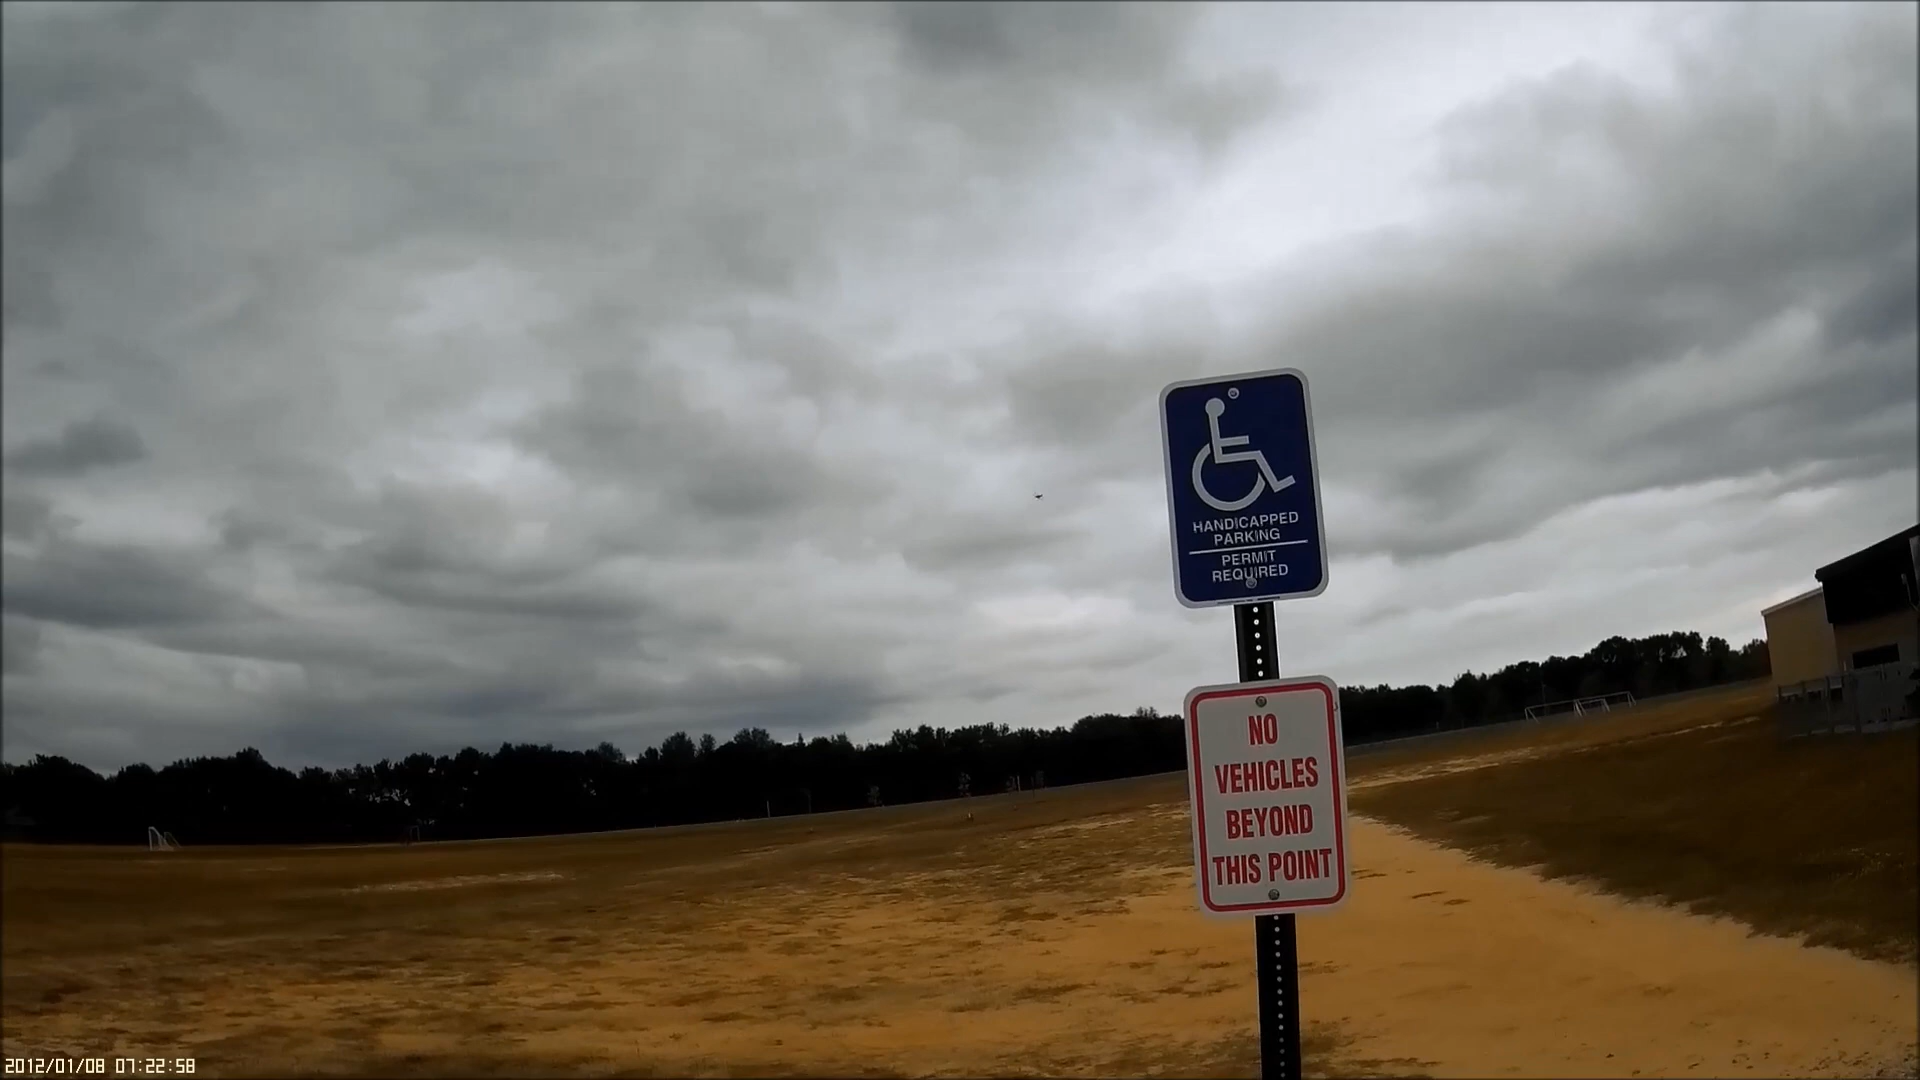 HANDICAPPED
PARKING
PERMIT
REQUIRED
NO
VEHICLES
BEYOND
THIS POINT
2012/01/08 07:22:58